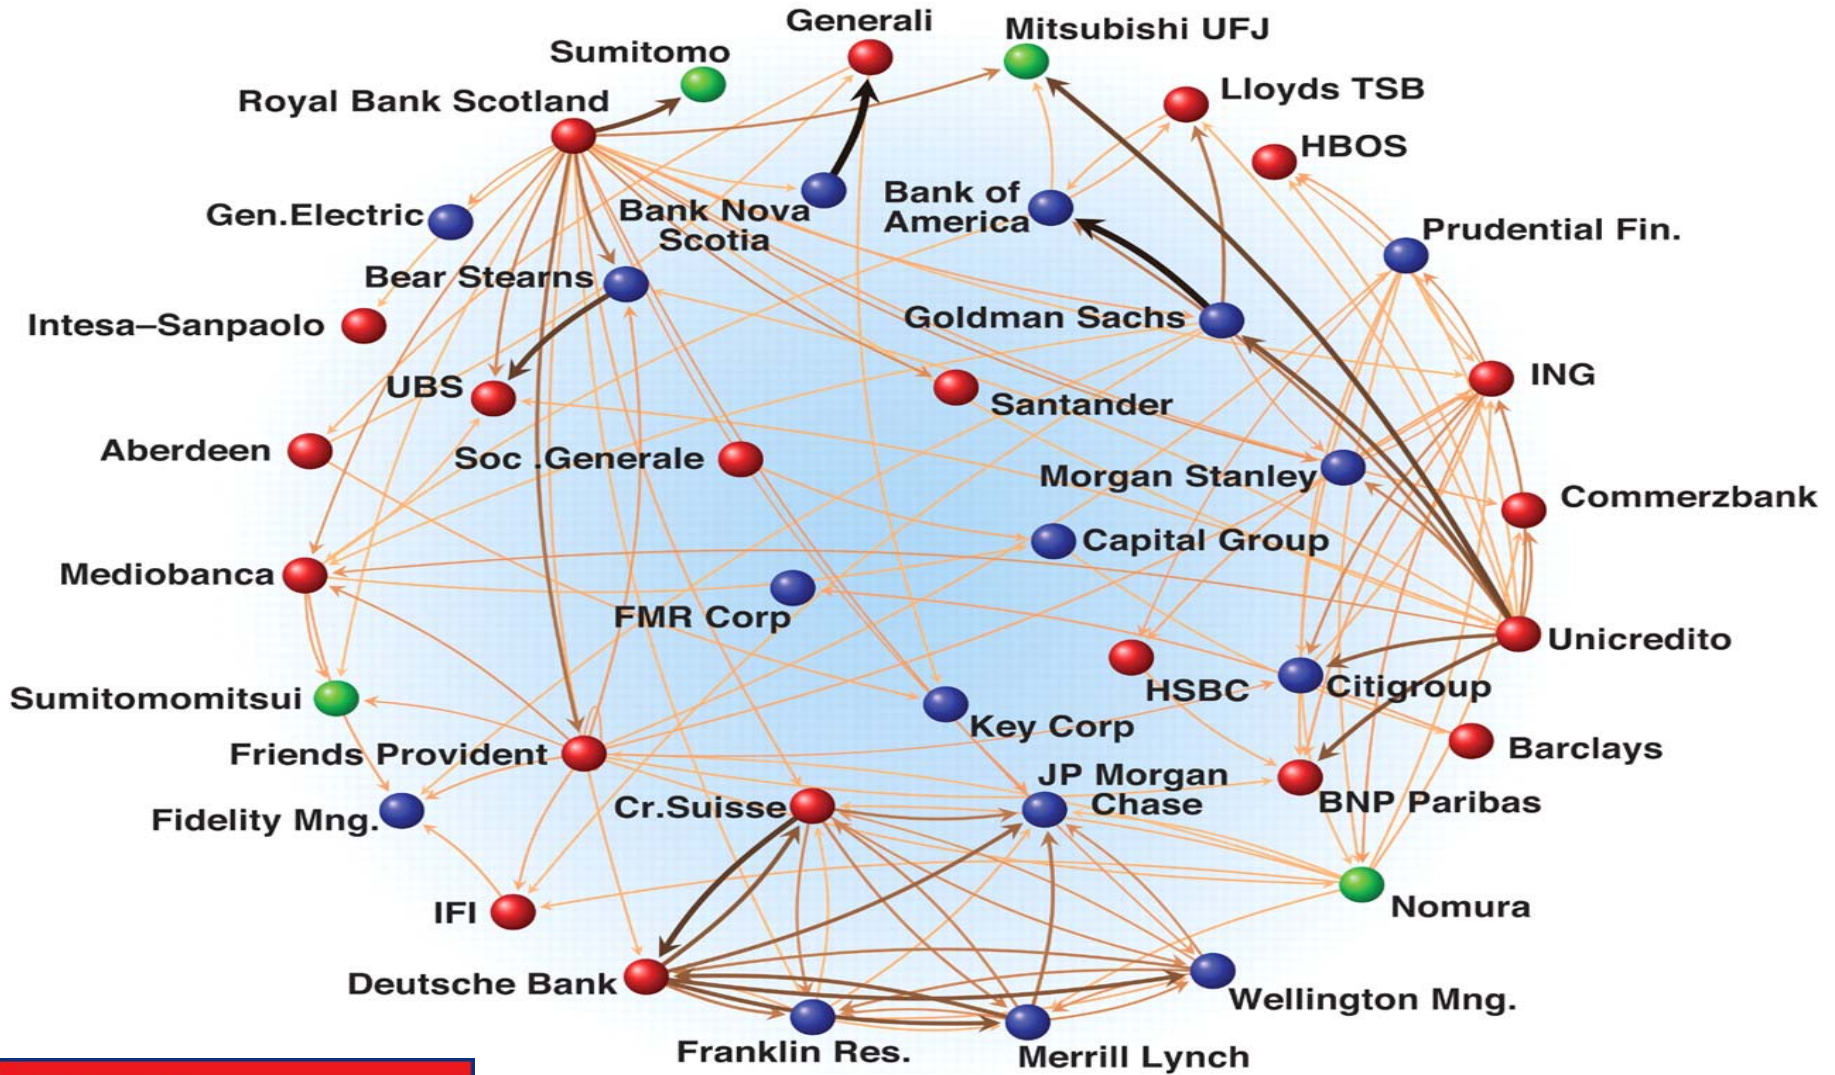 Generali
Mitsubishi UFJ
Sumitomo
Lloyds TSB
Royal Bank Scotland
HBOS
Bank of
America
Gen.Electric
Bank Nova
Scotia
Prudential Fin.
Bear Stearns
Goldman Sachs
Intesa–Sanpaolo
ING
UBS
Santander
Aberdeen
Soc .Generale
Morgan Stanley
Commerzbank
Capital Group
Mediobanca
FMR Corp
Unicredito
HSBC
Citigroup
Sumitomomitsui
Key Corp
Friends Provident
Barclays
JP Morgan
Chase
Cr.Suisse
BNP Paribas
Fidelity Mng.
Nomura
IFI
Deutsche Bank
Wellington Mng.
Franklin Res.
Merrill Lynch